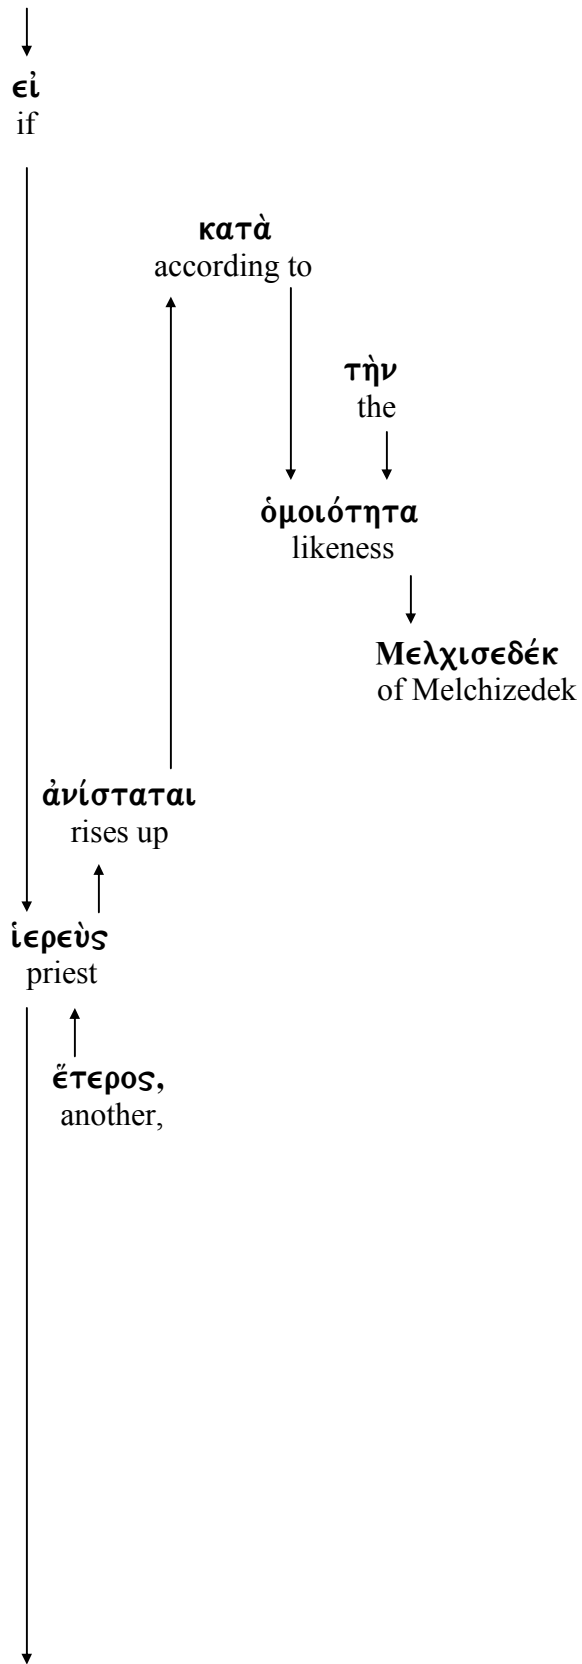 εἰ
if
κατὰ
according to
τὴν
the
ὁμοιότητα
likeness
Μελχισεδέκ
of Melchizedek
ἀνίσταται
rises up
ἱερεὺς
priest
ἕτερος,
another,